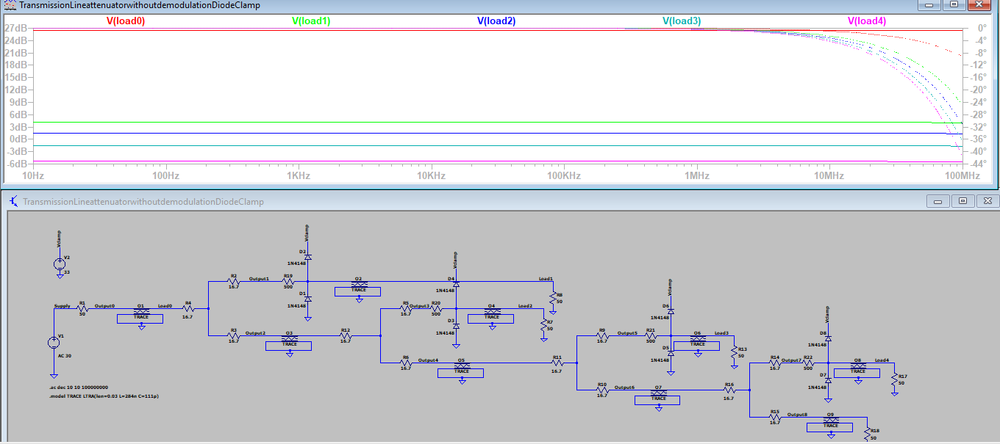 TransmissionLineattenuatorwithoutdemodulationDiodeClamp
V(load0) V(load1) V(load2) V(load3) V(load4)
27dB 0°
24dB -4°
21dB -8°
18dB -12°
15dB -16°
12dB -20°
9dB -24°
6dB -28°
3dB -32°
0dB -36°
-3dB -40°
-6dB -44°
10Hz 100Hz 1KHz 10KHz 100KHz 1MHz 10MHz 100MHz
TransmissionLineattenuatorwithoutdemodulationDiodeClamp
Vclamp Vclamp Vclamp Vclamp Vclamp
V2
33
D2
1N4148
R2 Output1 R19 O2
16.7 500 TRACE
D1
1N4148
D4
1N4148
Load1
R8
50
Supply R1 Output0 O1 Load0 R4
50 TRACE 16.7
R5 Output3 R20 O4 Load2
16.7 500 TRACE
D3
1N4148
R7
50
D6
1N4148
V1
AC 30
R3 Output2 O3 R12
16.7 TRACE 16.7
R9 Output5 R21 O6 Load3
16.7 500 TRACE
D5
1N4148
R13
50
D8
1N4148
R6 Output4 O5 R11
16.7 TRACE 16.7
R14 Output7 R22 O8 Load4
16.7 500 TRACE
D7
1N4148
R17
50
R10 Output6 O7 R16
16.7 TRACE 16.7
R15 Output8 O9
16.7 TRACE
R18
50
.ac dec 10 10 100000000
.model TRACE LTRA(len=0.03 L=284n C=111p)